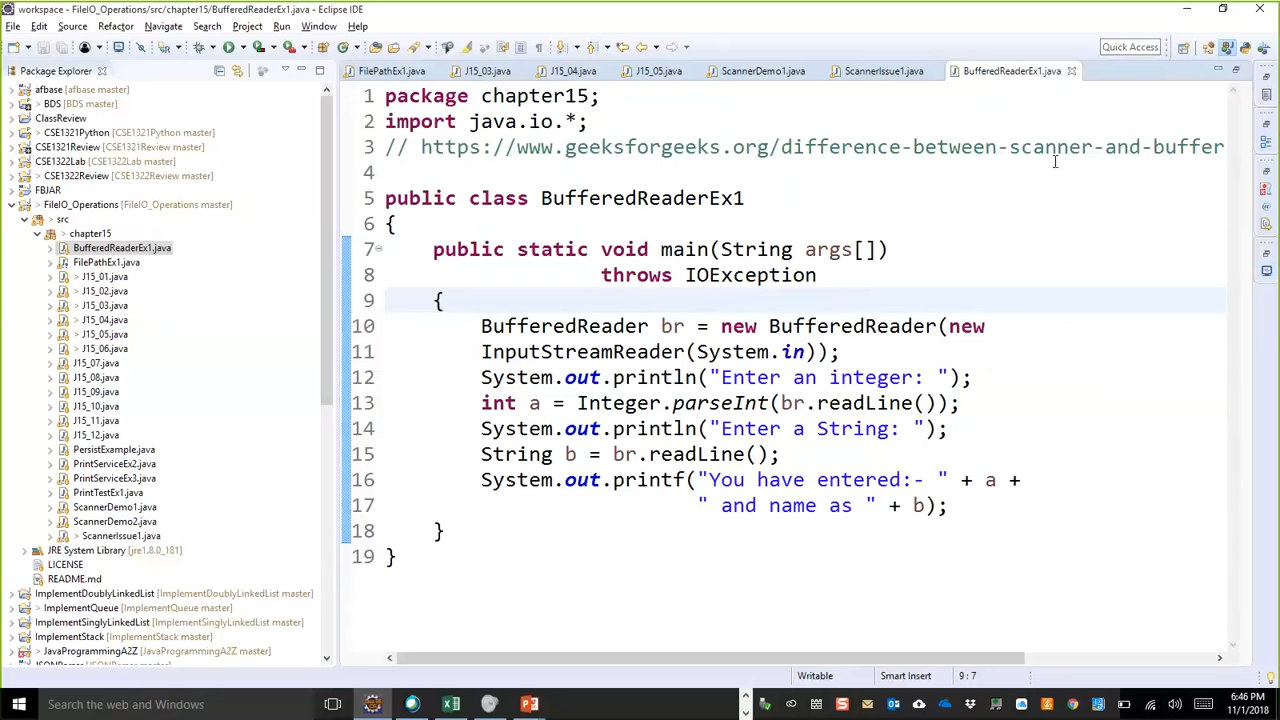 workspace - FileIO_Operations/src/chapter15/BufferedReaderEx1.java - Eclipse IDE
File Edit Source Refactor Navigate Search Project Run Window Help
Quick Access
Package Explorer
FilePathEx1.java J15_03.java J15_04.java J15_05.java ScannerDemo1.java ScannerIssue1.java BufferedReaderEx1.java
afbase (afbase master)
> BDS [CSE1322 master]
ClassReview
> CSE1321Python [CSE1321Python master]
CSE1321Review [CSE1321Review master]
> CSE1322Lab [CSE1322Lab master]
> CSE1322Review [CSE1322Review master]
FBJAR
> FileIO_Operations [FileIO_Operations master]
> src
> chapter15
BufferedReaderEx1.java
FilePathEx1.java
> J15_01.java
> J15_02.java
> J15_03.java
> J15_04.java
> J15_05.java
> J15_06.java
J15_07.java
J15_08.java
J15_09.java
J15_10.java
J15_11.java
J15_12.java
PersistExample.java
PrintServiceEx2.java
PrintServiceEx3.java
PrintTestEx1.java
ScannerDemo1.java
ScannerDemo2.java
> ScannerIssue1.java
JRE System Library [jre1.8.0_181]
LICENSE
README.md
ImplementDoublyLinkedList [ImplementDoublyLinkedList master]
> ImplementQueue [ImplementQueue master]
ImplementSinglyLinkedList [ImplementSinglyLinkedList master]
ImplementStack [ImplementStack master]
> JavaProgrammingA2Z [JavaProgrammingA2Z master]
1 package chapter15;
2 import java.io.*;
3 // https://www.geeksforgeeks.org/difference-between-scanner-and-buffer
4
5 public class BufferedReaderEx1
6 {
7 public static void main(String args[])
8 throws IOException
9 {
10 BufferedReader br = new BufferedReader(new
11 InputStreamReader(System.in));
12 System.out.println("Enter an integer: ");
13 int a = Integer.parseInt(br.readLine());
14 System.out.println("Enter a String: ");
15 String b = br.readLine();
16 System.out.printf("You have entered:- " + a +
17 " and name as " + b);
18 }
19 }
Writable Smart Insert 9 : 7
Search the web and Windows
6:46 PM
11/1/2018